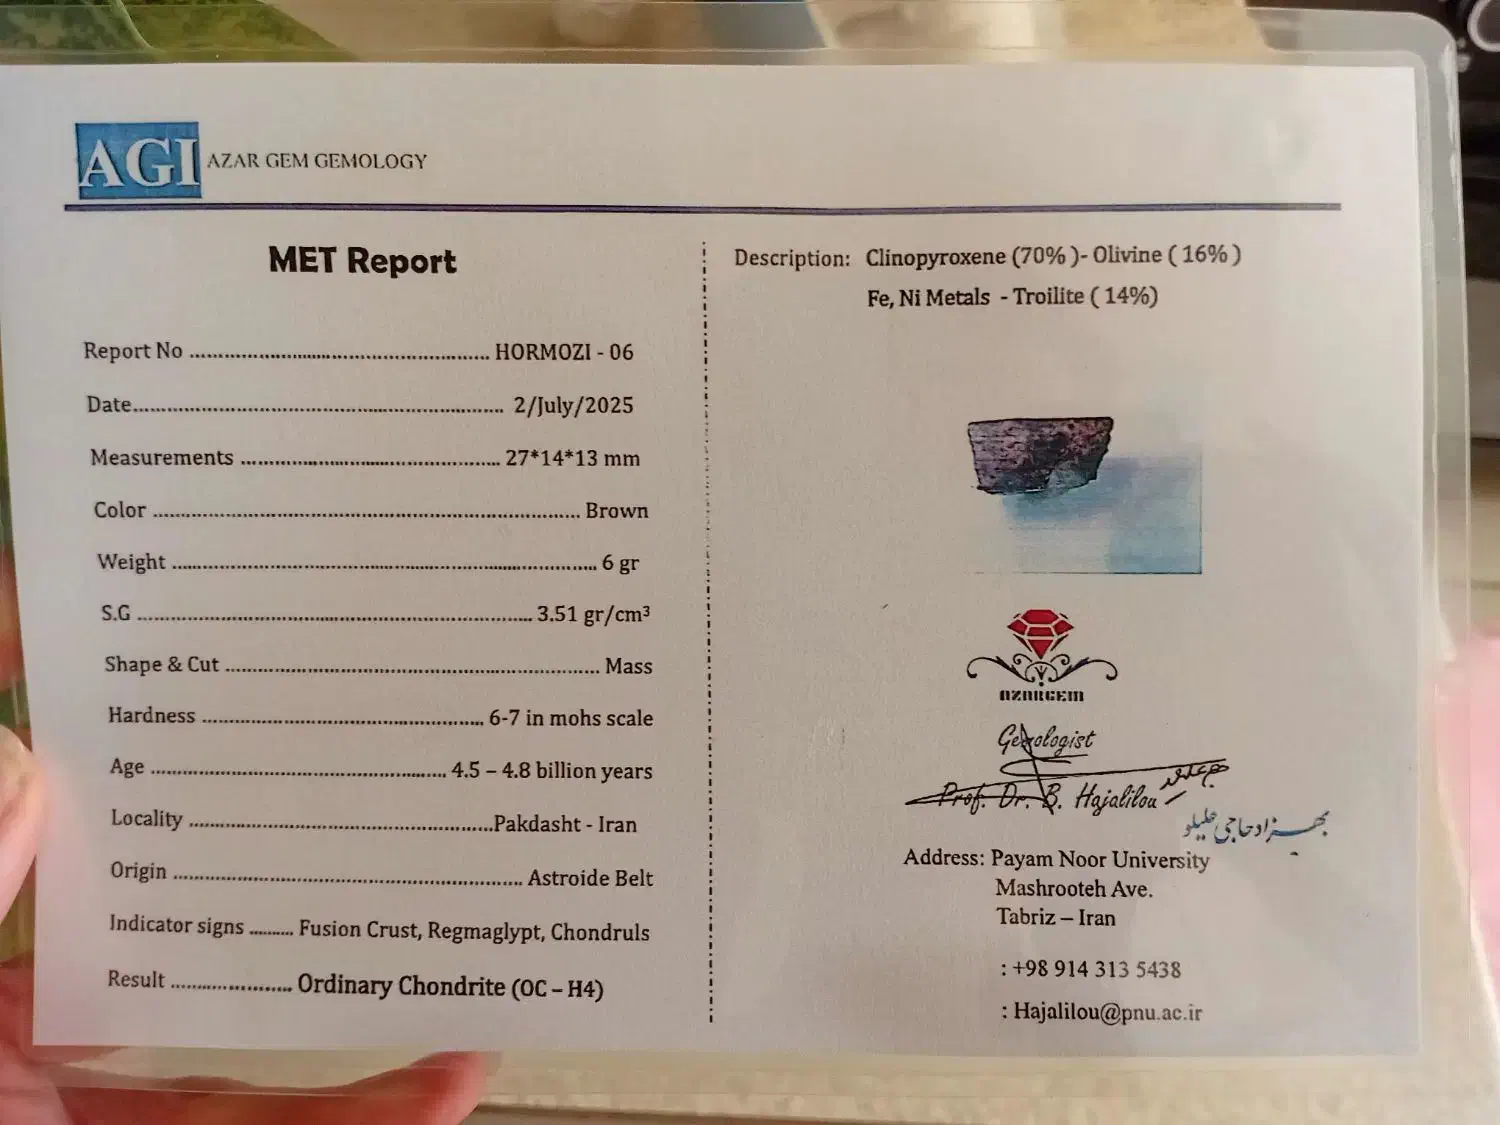 AGI AZAR GEM GEMOLOGY
MET Report
Report No ........ HORMOZI - 06
Date........ 2/July/2025
Measurements ........ 27*14*13 mm
Color ........ Brown
Weight ........ 6 gr
S.G ........ 3.51 gr/cm³
Shape & Cut ........ Mass
Hardness ........ 6-7 in mohs scale
Age ........ 4.5 – 4.8 billion years
Locality ........Pakdasht - Iran
Origin ........ Astroide Belt
Indicator signs ........ Fusion Crust, Regmaglypt, Chondruls
Result ........ Ordinary Chondrite (OC – H4)
Description: Clinopyroxene (70% )- Olivine ( 16% )
Fe, Ni Metals - Troilite ( 14%)
AZARGEM
Gemologist
Prof. Dr. B. Hajalilou
بهزاد حاجی علیلو
Address: Payam Noor University
Mashrooteh Ave.
Tabriz – Iran
: +98 914 313 5438
: Hajalilou@pnu.ac.ir